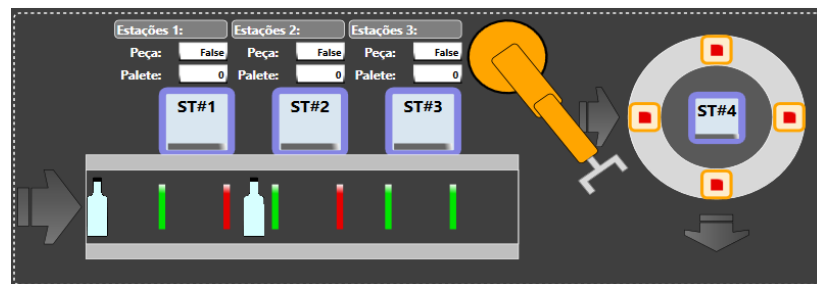 Estações 1: Estações 2: Estações 3:
Peça: False Peça: False Peça: False
Palete: 0 Palete: 0 Palete: 0
ST#1 ST#2 ST#3 ST#4